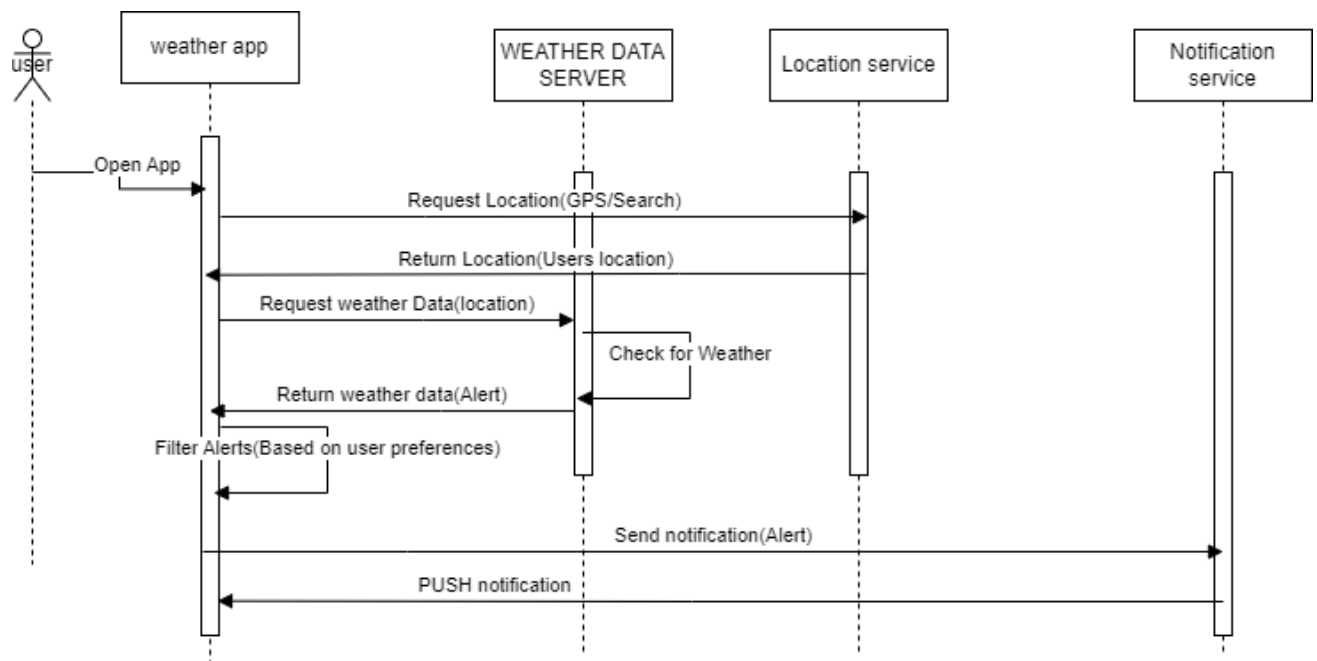 user
weather app
WEATHER DATA
SERVER
Location service
Notification
service
Open App
Request Location(GPS/Search)
Return Location(Users location)
Request weather Data(location)
Check for Weather
Return weather data(Alert)
Filter Alerts(Based on user preferences)
Send notification(Alert)
PUSH notification